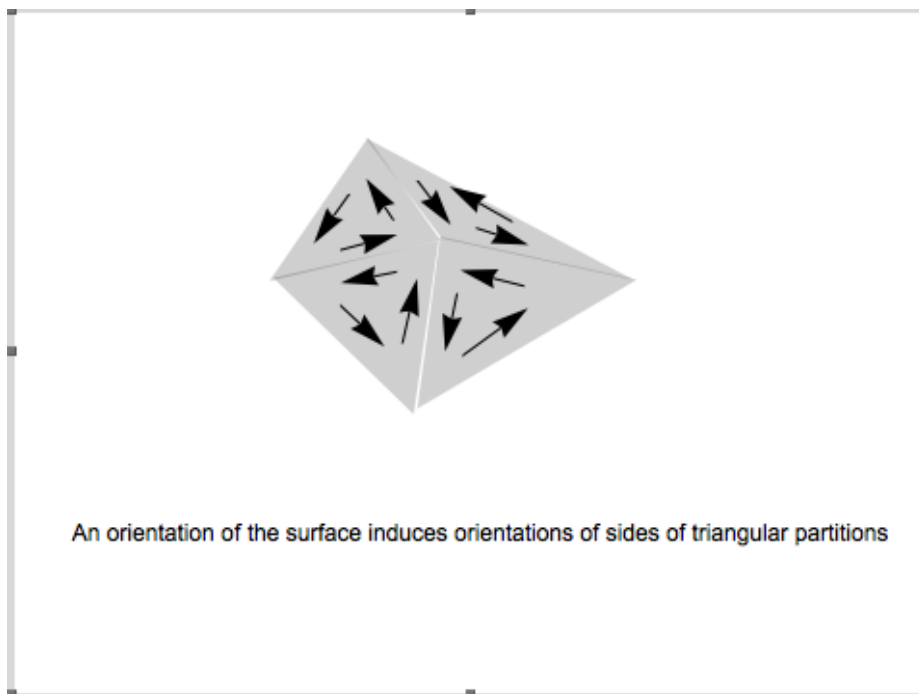 An orientation of the surface induces orientations of sides of triangular partitions